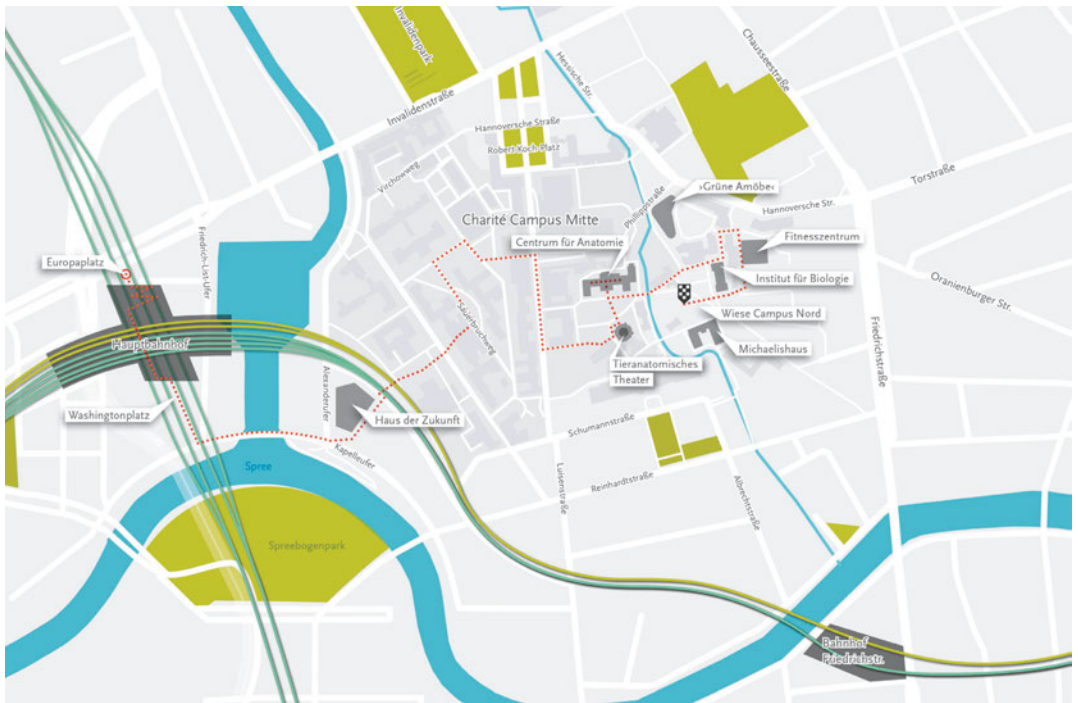 Invalidenpark
Chausseestraße
Hessische Str.
Invalidenstraße
Hannoversche Straße
Robert-Koch-Platz
Virchowweg
Torstraße
›Grüne Amöbe‹
Phillippstraße
Hannoversche Str.
Charité Campus Mitte
Centrum für Anatomie
Fitnesszentrum
Friedrich-List-Ufer
Europaplatz
Institut für Biologie
Oranienburger Str.
Wiese Campus Nord
Sauerbruchweg
Hauptbahnhof
Michaelishaus
Friedrichstraße
Tieranatomisches
Theater
Alexanderufer
Washingtonplatz
Haus der Zukunft
Schumannstraße
Kapelleufer
Spree
Luisenstraße
Reinhardtstraße
Albrechtstraße
Spreebogenpark
Bahnhof
Friedrichstr.